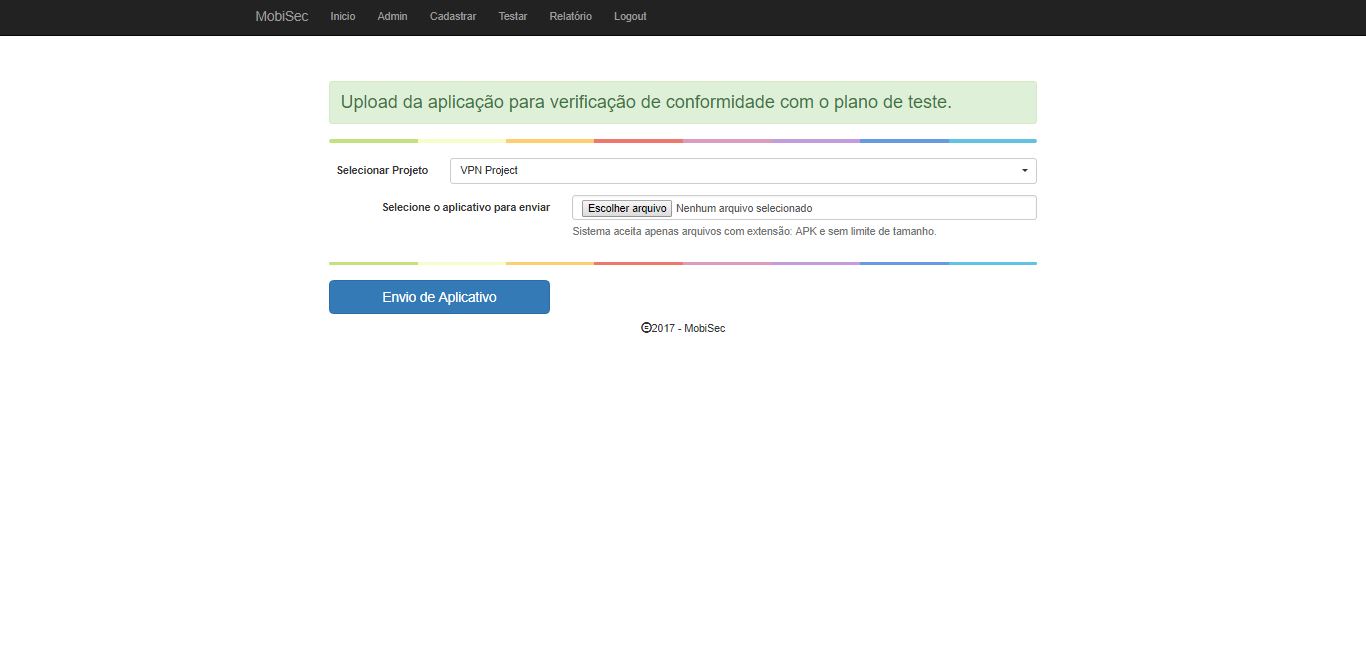 MobiSec Inicio Admin Cadastrar Testar Relatório Logout
Upload da aplicação para verificação de conformidade com o plano de teste.
Selecionar Projeto VPN Project
Selecione o aplicativo para enviar Escolher arquivo Nenhum arquivo selecionado
Sistema aceita apenas arquivos com extensão: APK e sem limite de tamanho.
Envio de Aplicativo
©2017 - MobiSec